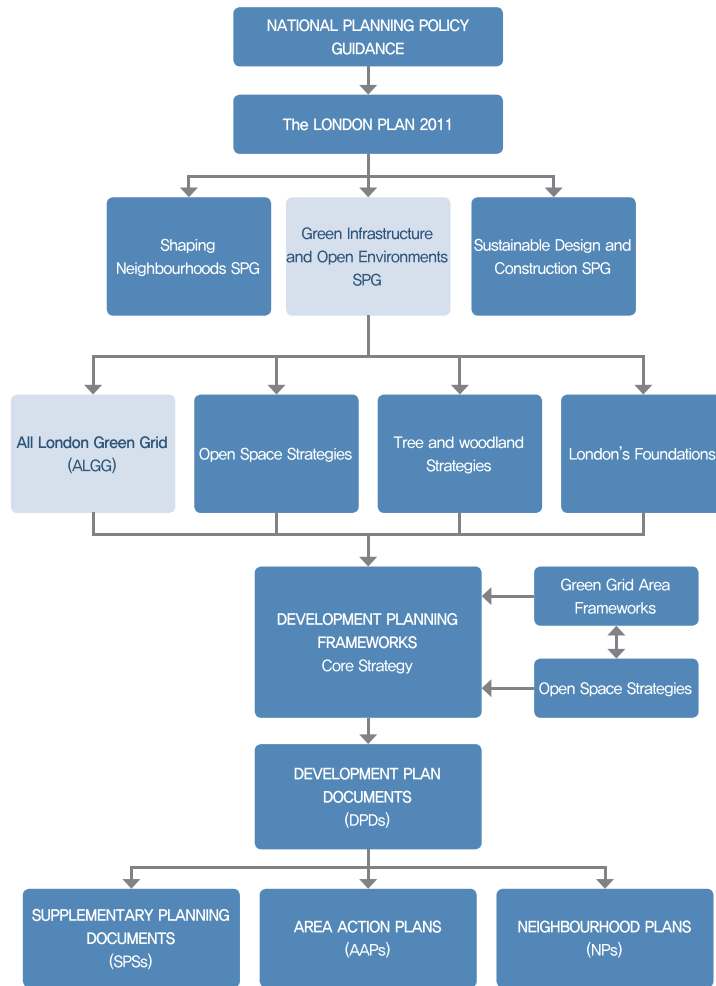 NATIONAL PLANNING POLICY
GUIDANCE
The LONDON PLAN 2011
Shaping
Neighbourhoods SPG
Green Infrastructure
and Open Environments
SPG
Sustainable Design and
Construction SPG
All London Green Grid
(ALGG)
Open Space Strategies
Tree and woodland
Strategies
London's Foundations
DEVELOPMENT PLANNING
FRAMEWORKS
Core Strategy
Green Grid Area
Frameworks
Open Space Strategies
DEVELOPMENT PLAN
DOCUMENTS
(DPDs)
SUPPLEMENTARY PLANNING
DOCUMENTS
(SPSs)
AREA ACTION PLANS
(AAPs)
NEIGHBOURHOOD PLANS
(NPs)